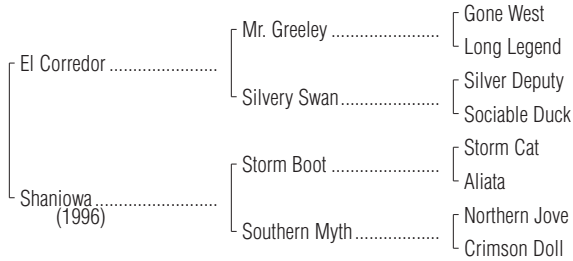 Gone West
Mr. Greeley ........................
Long Legend
El Corredor ........................
Silver Deputy
Silvery Swan ......................
Sociable Duck
Storm Cat
Storm Boot ........................
Aliata
Shaniowa ...........................
(1996)
Northern Jove
Southern Myth ...................
Crimson Doll